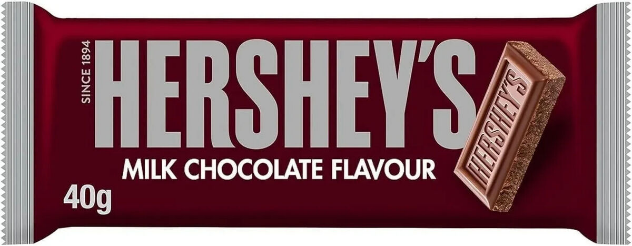 SINCE 1894
HERSHEY'S
MILK CHOCOLATE FLAVOUR
40g
HERSHEY'S